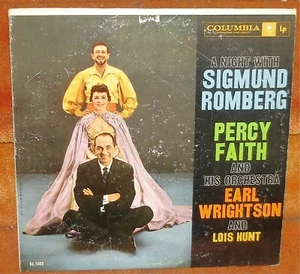 COLUMBIA
Lp
A NIGHT WITH
SIGMUND
ROMBERG
PERCY
FAITH
AND
HIS ORCHESTRA
EARL
WRIGHTSON
AND
LOIS HUNT